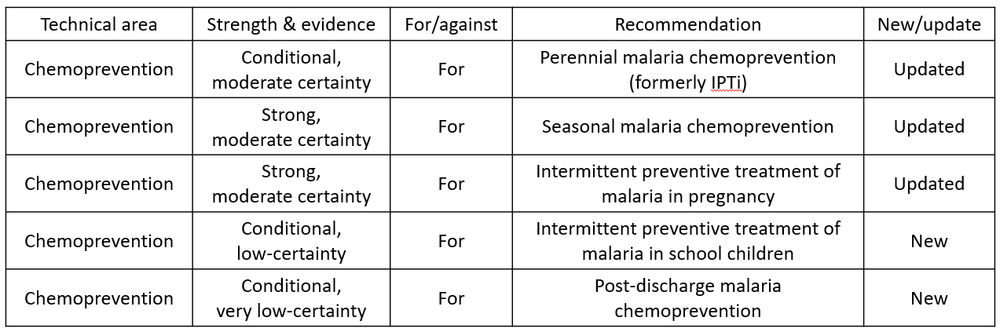 Technical area Strength & evidence For/against Recommendation New/update
Chemoprevention Conditional, moderate certainty For Perennial malaria chemoprevention (formerly IPTi) Updated
Chemoprevention Strong, moderate certainty For Seasonal malaria chemoprevention Updated
Chemoprevention Strong, moderate certainty For Intermittent preventive treatment of malaria in pregnancy Updated
Chemoprevention Conditional, low-certainty For Intermittent preventive treatment of malaria in school children New
Chemoprevention Conditional, very low-certainty For Post-discharge malaria chemoprevention New